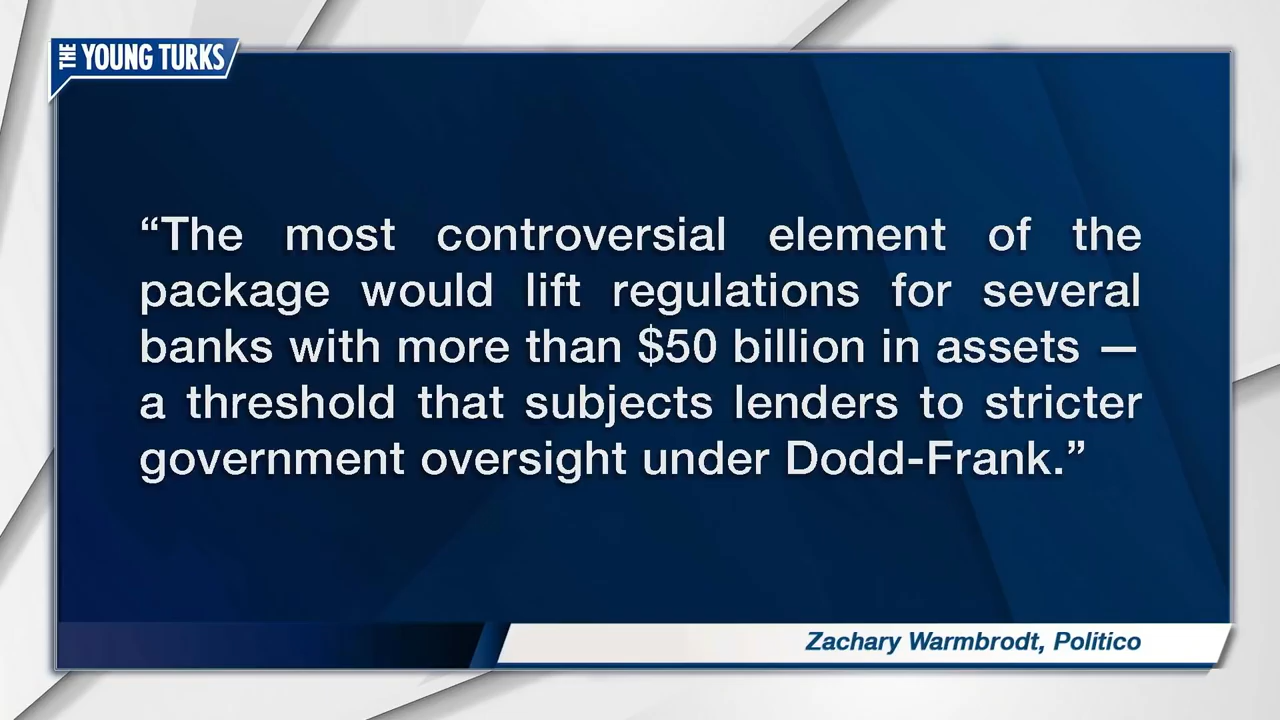 THE YOUNG TURKS
“The most controversial element of the
package would lift regulations for several
banks with more than $50 billion in assets —
a threshold that subjects lenders to stricter
government oversight under Dodd-Frank.”
Zachary Warmbrodt, Politico